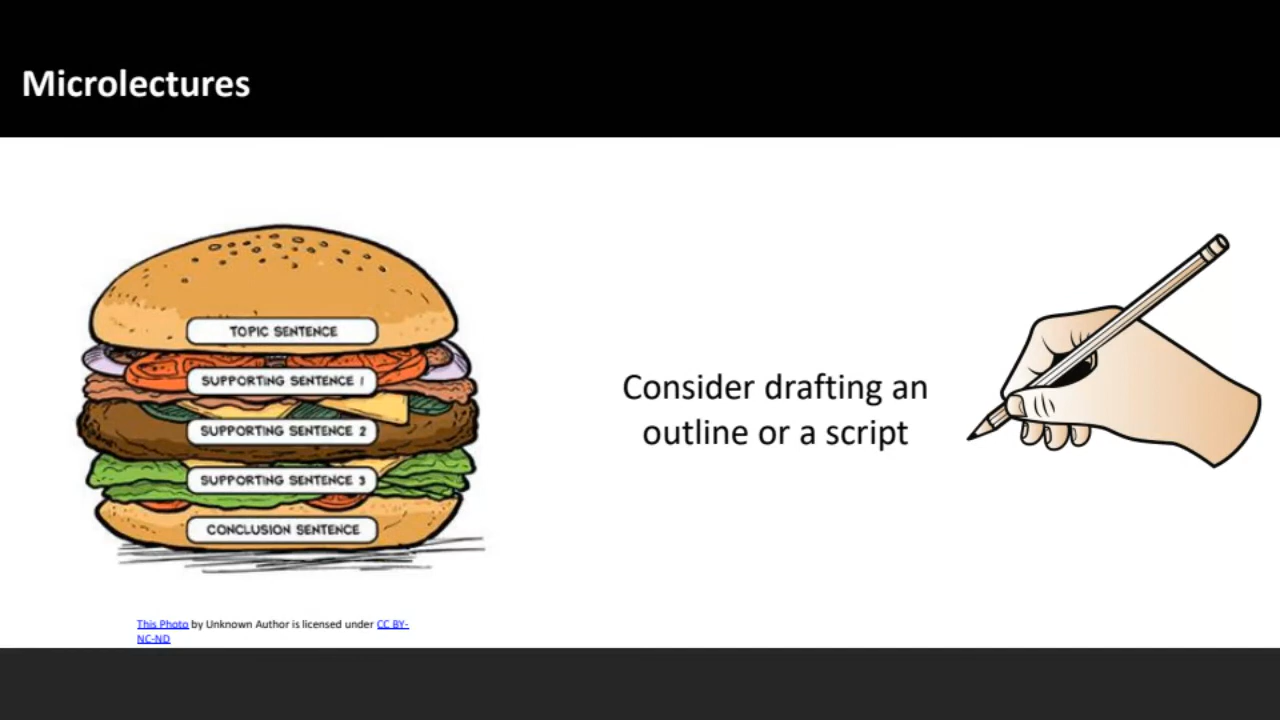 Microlectures
TOPIC SENTENCE
SUPPORTING SENTENCE 1
SUPPORTING SENTENCE 2
SUPPORTING SENTENCE 3
CONCLUSION SENTENCE
Consider drafting an
outline or a script
This Photo by Unknown Author is licensed under CC BY-
NC-ND